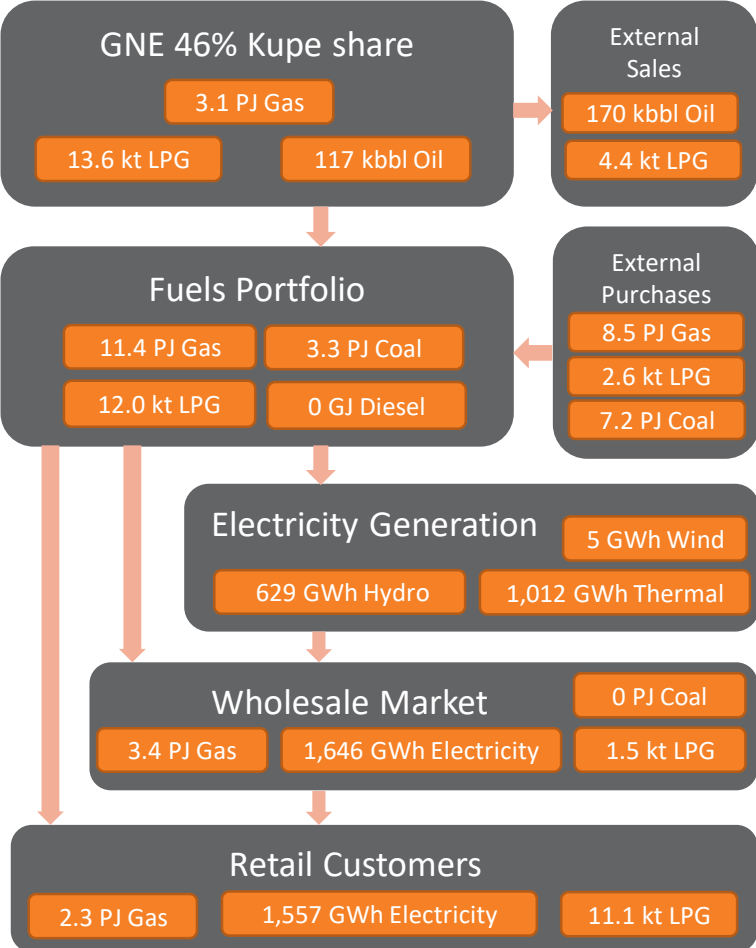 GNE 46% Kupe share
3.1 PJ Gas
13.6 kt LPG
117 kbbl Oil
External
Sales
170 kbbl Oil
4.4 kt LPG
Fuels Portfolio
11.4 PJ Gas
3.3 PJ Coal
12.0 kt LPG
0 GJ Diesel
External
Purchases
8.5 PJ Gas
2.6 kt LPG
7.2 PJ Coal
Electricity Generation
5 GWh Wind
629 GWh Hydro
1,012 GWh Thermal
Wholesale Market
0 PJ Coal
3.4 PJ Gas
1,646 GWh Electricity
1.5 kt LPG
Retail Customers
2.3 PJ Gas
1,557 GWh Electricity
11.1 kt LPG